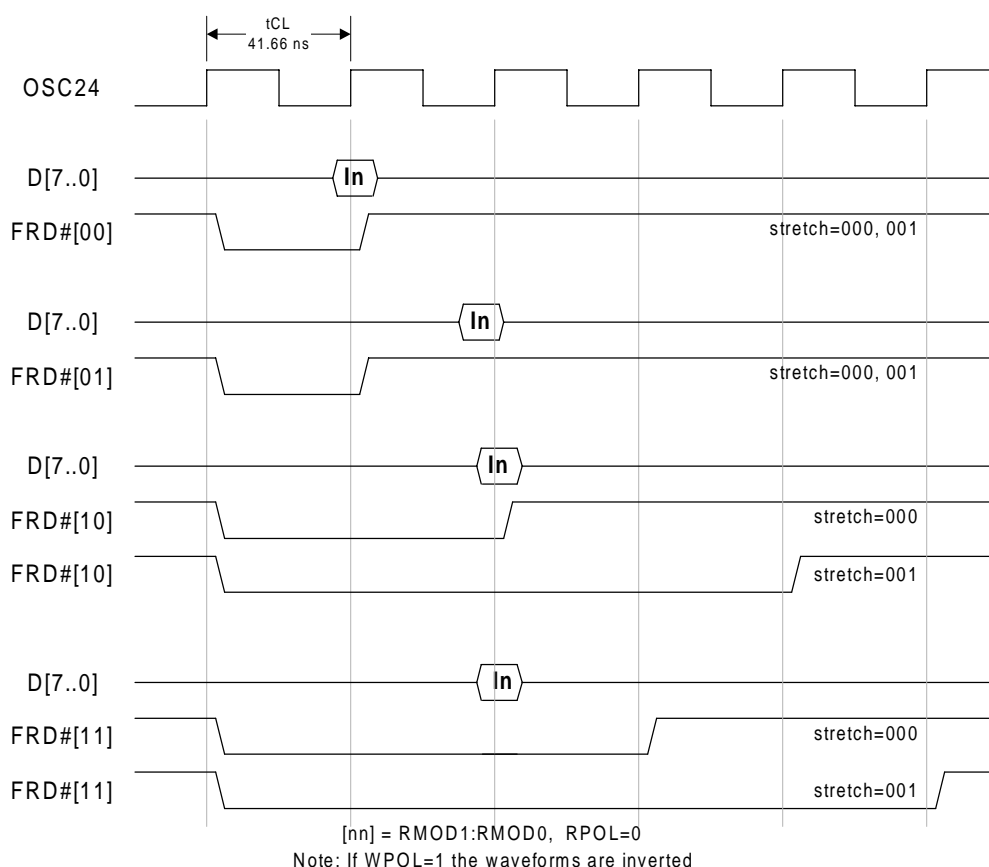 tCL
41.66 ns
OSC24
D[7..0] In
FRD#[00] stretch=000, 001
D[7..0] In
FRD#[01] stretch=000, 001
D[7..0] In
FRD#[10] stretch=000
FRD#[10] stretch=001
D[7..0] In
FRD#[11] stretch=000
FRD#[11] stretch=001
[nn] = RMOD1:RMOD0, RPOL=0
Note: If WPOL=1 the waveforms are inverted